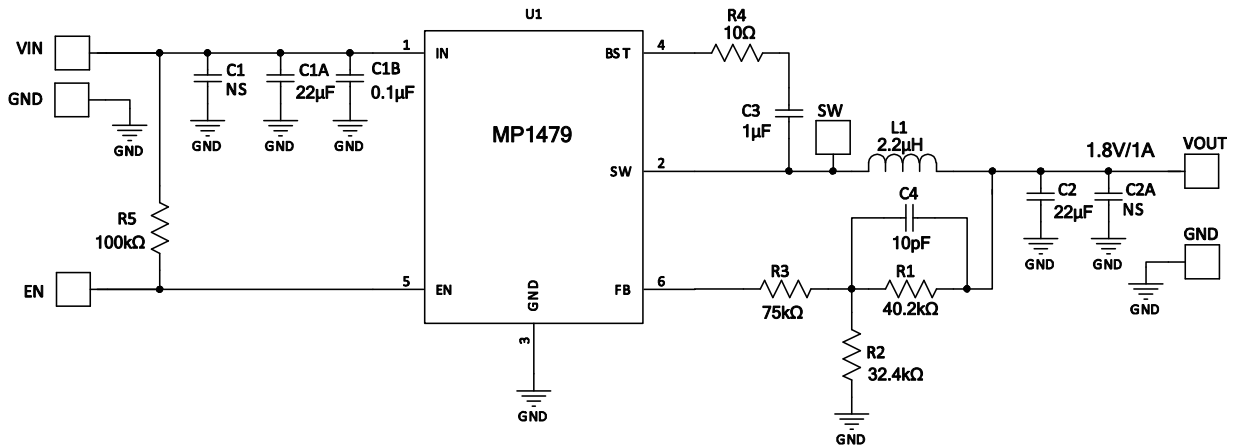 U1
VIN
GND
GND
C1
NS
GND
C1A
22µF
GND
C1B
0.1µF
GND
1
IN
BST
4
R4
10Ω
C3
1µF
SW
MP1479
SW
2
L1
2.2µH
1.8V/1A
VOUT
C2
22µF
GND
C2A
NS
GND
GND
GND
C4
10pF
R5
100kΩ
EN
5
EN
GND
3
GND
FB
6
R3
75kΩ
R1
40.2kΩ
R2
32.4kΩ
GND